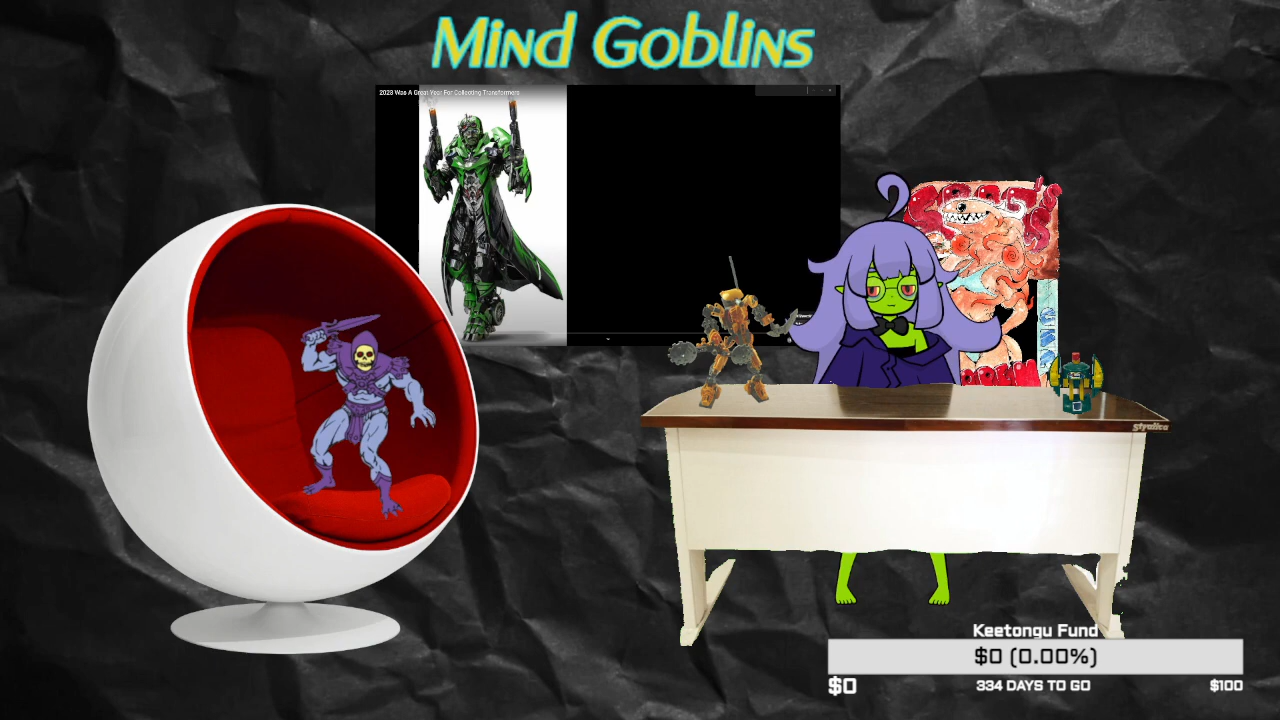 Mind Goblins
2023 Was A Great Year For Collecting Transformers
Styalice
Keetongu Fund
$0 (0.00%)
$0
334 DAYS TO GO
$100